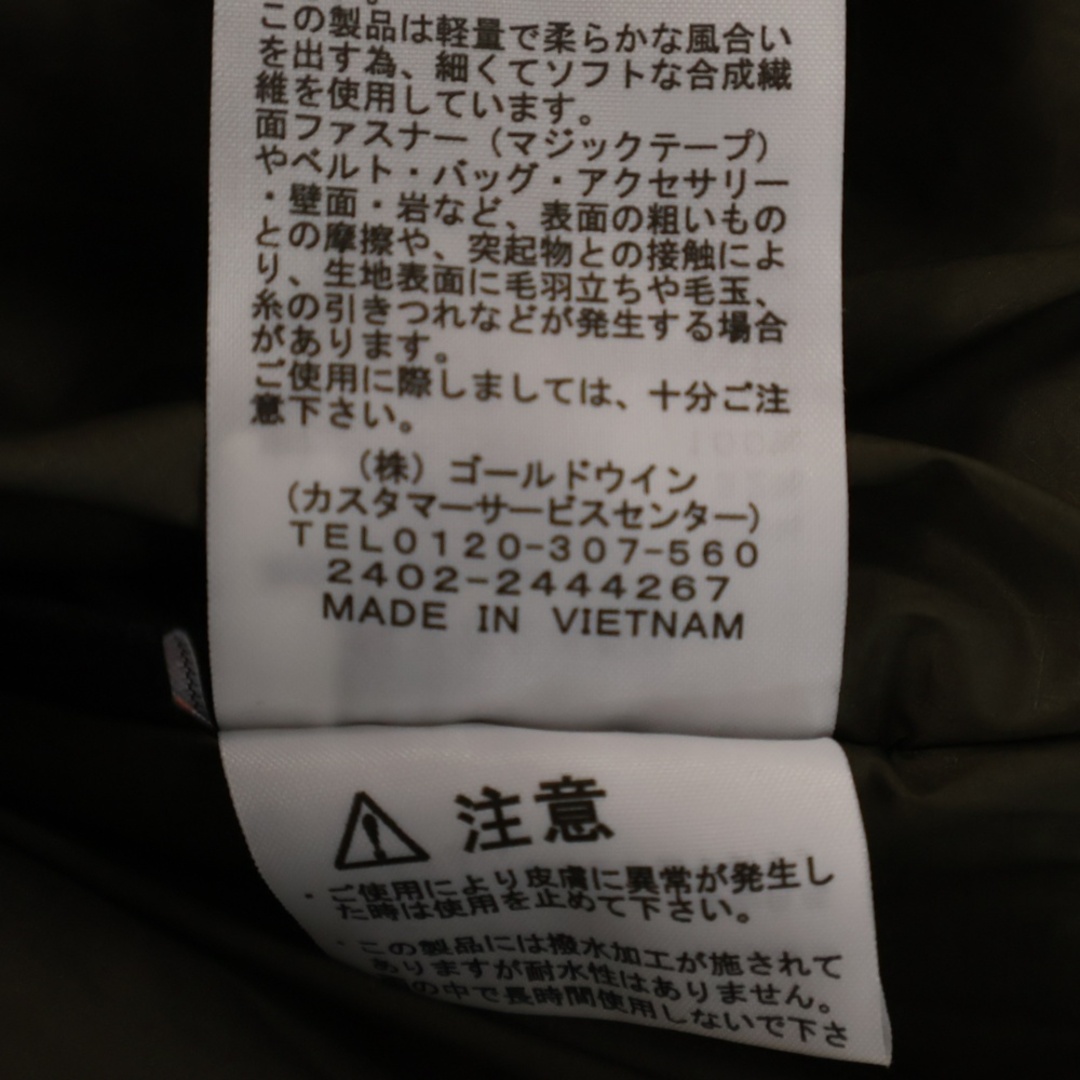 この製品は軽量で柔らかな風合い
を出す為、細くてソフトな合成繊
維を使用しています。
面ファスナー（マジックテープ）
やベルト・バッグ・アクセサリー
・壁面・岩など、表面の粗いもの
との摩擦や、突起物との接触によ
り、生地表面に毛羽立ちや毛玉、
糸の引きつれなどが発生する場合
があります。
ご使用に際しましては、十分ご注
意下さい。
（株）ゴールドウイン
（カスタマーサービスセンター）
TEL0120-307-560
2402-2444267
MADE IN VIETNAM
注意
・ご使用により皮膚に異常が発生し
た時は使用を止めて下さい。
・この製品には撥水加工が施されて
ありますが耐水性はありません。
の中で長時間使用しないで下さ